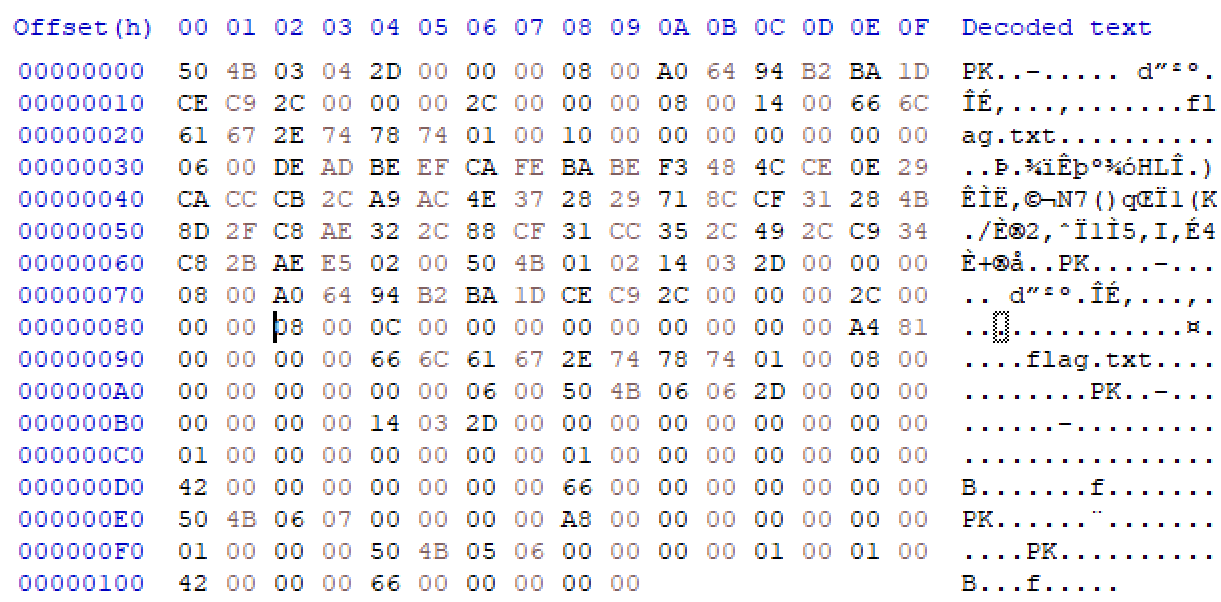 Offset(h) 00 01 02 03 04 05 06 07 08 09 0A 0B 0C 0D 0E 0F Decoded text
00000000 50 4B 03 04 2D 00 00 00 08 00 A0 64 94 B2 BA 1D PK..-..... d”²º.
00000010 CE C9 2C 00 00 00 2C 00 00 00 08 00 14 00 66 6C ÎÉ,...,.......fl
00000020 61 67 2E 74 78 74 01 00 10 00 00 00 00 00 00 00 ag.txt..........
00000030 06 00 DE AD BE EF CA FE BA BE F3 48 4C CE 0E 29 ..Þ.¾ïÊþº¾óHLÎ.)
00000040 CA CC CB 2C A9 AC 4E 37 28 29 71 8C CF 31 28 4B ÊÌË,©¬N7()qŒÏ1(K
00000050 8D 2F C8 AE 32 2C 88 CF 31 CC 35 2C 49 2C C9 34 ./È®2,ˆÏ1Ì5,I,É4
00000060 C8 2B AE E5 02 00 50 4B 01 02 14 03 2D 00 00 00 È+®å..PK....-...
00000070 08 00 A0 64 94 B2 BA 1D CE C9 2C 00 00 00 2C 00 .. d”²º.ÎÉ,...,.
00000080 00 00 08 00 0C 00 00 00 00 00 00 00 00 00 A4 81 ..............¤.
00000090 00 00 00 00 66 6C 61 67 2E 74 78 74 01 00 08 00 ....flag.txt....
000000A0 00 00 00 00 00 00 06 00 50 4B 06 06 2D 00 00 00 ........PK..-...
000000B0 00 00 00 00 14 03 2D 00 00 00 00 00 00 00 00 00 ......-.........
000000C0 01 00 00 00 00 00 00 00 01 00 00 00 00 00 00 00 ................
000000D0 42 00 00 00 00 00 00 00 66 00 00 00 00 00 00 00 B.......f.......
000000E0 50 4B 06 07 00 00 00 00 A8 00 00 00 00 00 00 00 PK......¨.......
000000F0 01 00 00 00 50 4B 05 06 00 00 00 00 01 00 01 00 ....PK..........
00000100 42 00 00 00 66 00 00 00 00 00 B...f.....